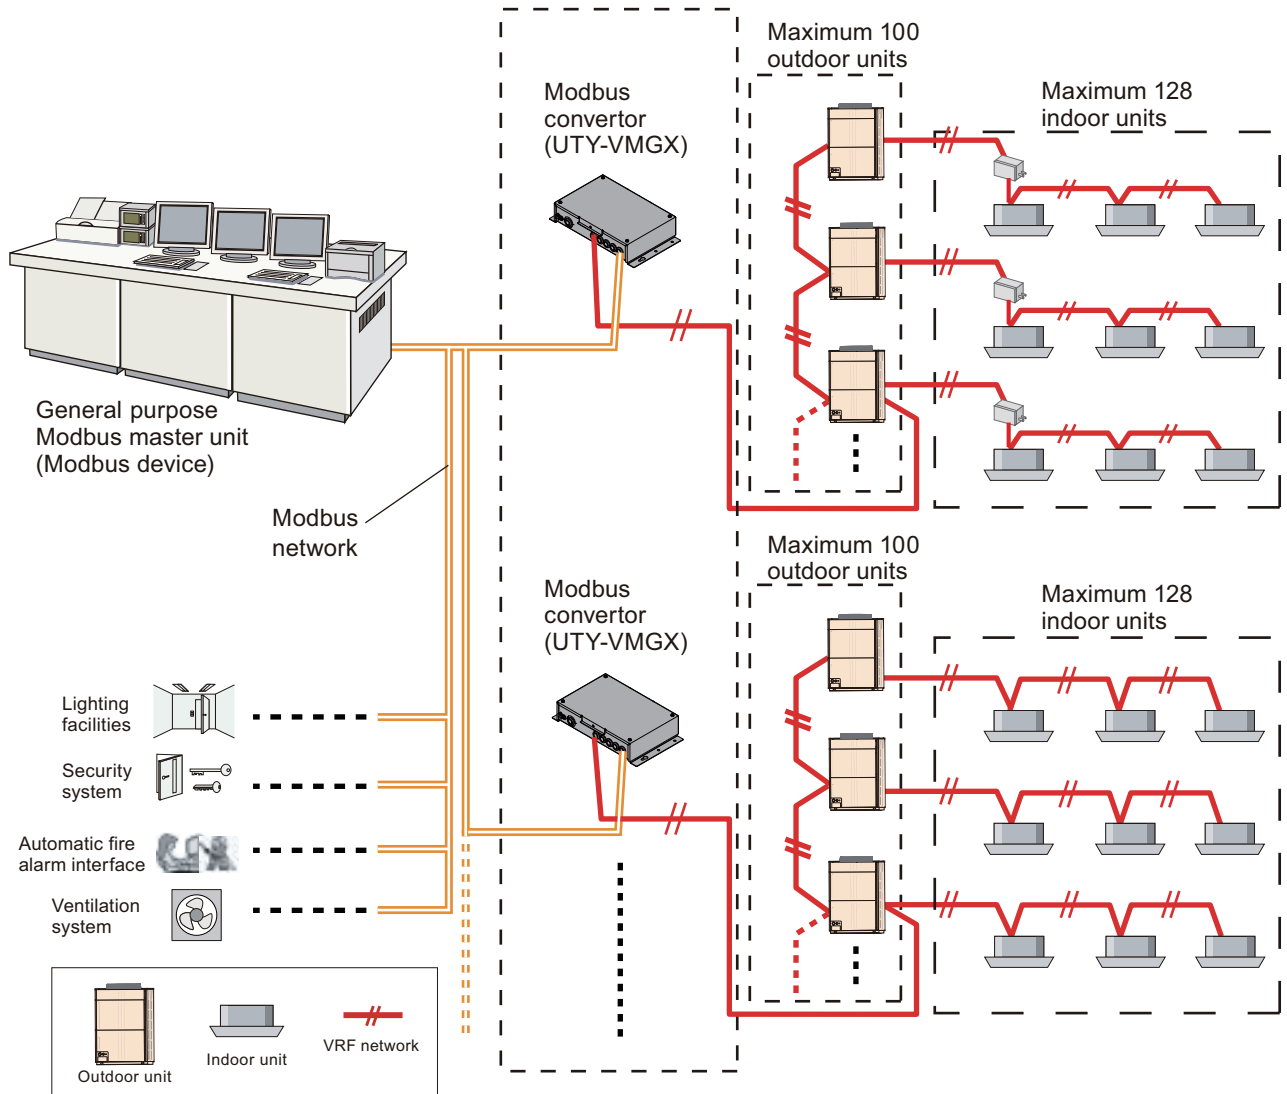 Maximum 100
outdoor units
Modbus
convertor
(UTY-VMGX)
Maximum 128
indoor units
General purpose
Modbus master unit
(Modbus device)
Modbus
network
Maximum 100
outdoor units
Modbus
convertor
(UTY-VMGX)
Maximum 128
indoor units
Lighting
facilities
Security
system
Automatic fire
alarm interface
Ventilation
system
Outdoor unit
Indoor unit
VRF network